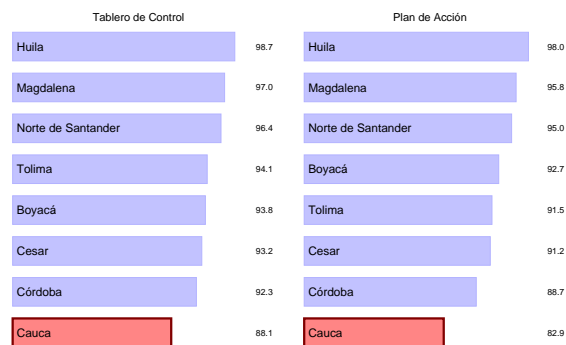 Tablero de Control
Huila 98.7
Magdalena 97.0
Norte de Santander 96.4
Tolima 94.1
Boyacá 93.8
Cesar 93.2
Córdoba 92.3
Cauca 88.1
Plan de Acción
Huila 98.0
Magdalena 95.8
Norte de Santander 95.0
Boyacá 92.7
Tolima 91.5
Cesar 91.2
Córdoba 88.7
Cauca 82.9